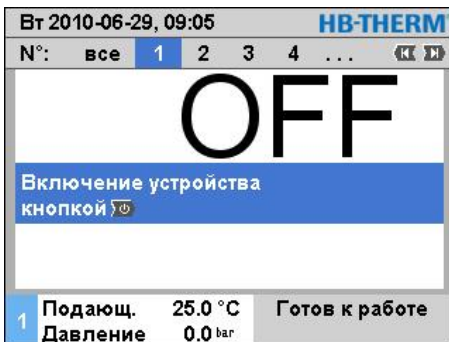 Вт 2010-06-29, 09:05 HB-THERM
N°: все 1 2 3 4 ...
OFF
Включение устройства
кнопкой
1 Подающ. 25.0 °C Готов к работе
Давление 0.0 bar